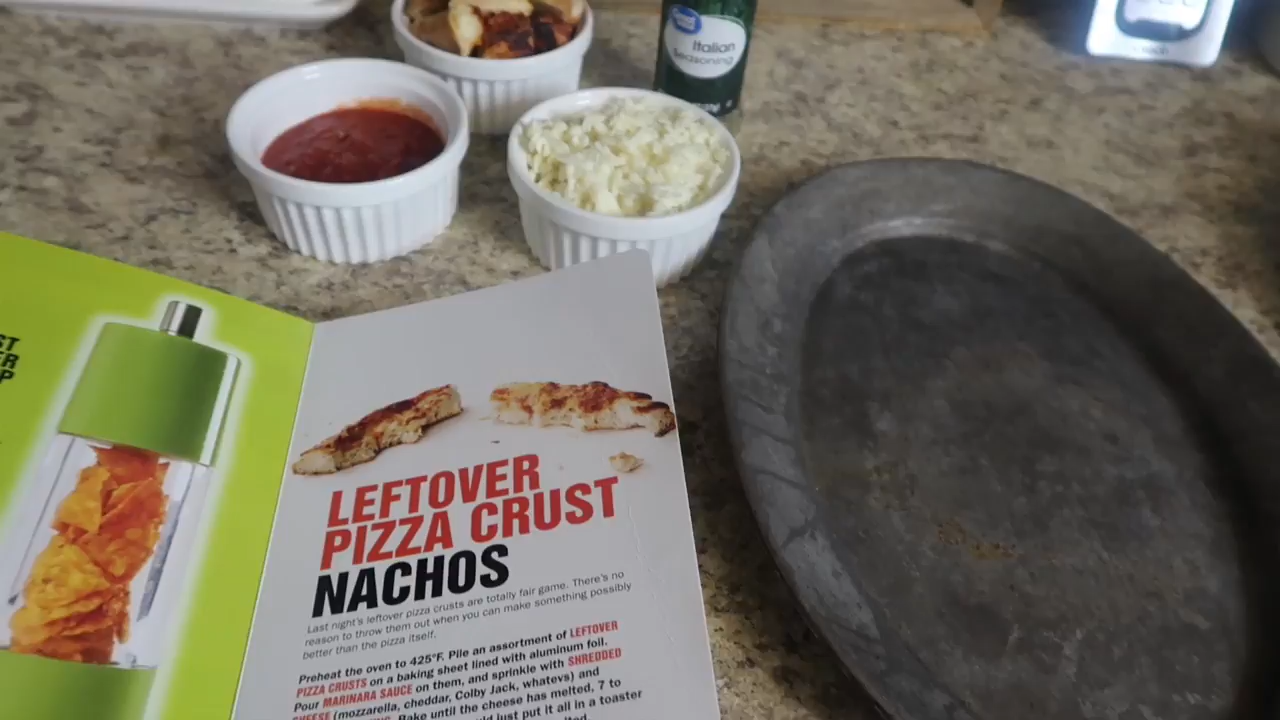 Italian
Seasoning
ST
ER
P
LEFTOVER
PIZZA CRUST
NACHOS
Last night's leftover pizza crusts are totally fair game. There's no
reason to throw them out when you can make something possibly
better than the pizza itself.
Preheat the oven to 425°F. Pile an assortment of LEFTOVER
PIZZA CRUSTS on a baking sheet lined with aluminum foil.
Pour MARINARA SAUCE on them, and sprinkle with SHREDDED
CHEESE (mozzarella, cheddar, Colby Jack, whatevs) and
Bake until the cheese has melted, 7 to
just put it all in a toaster